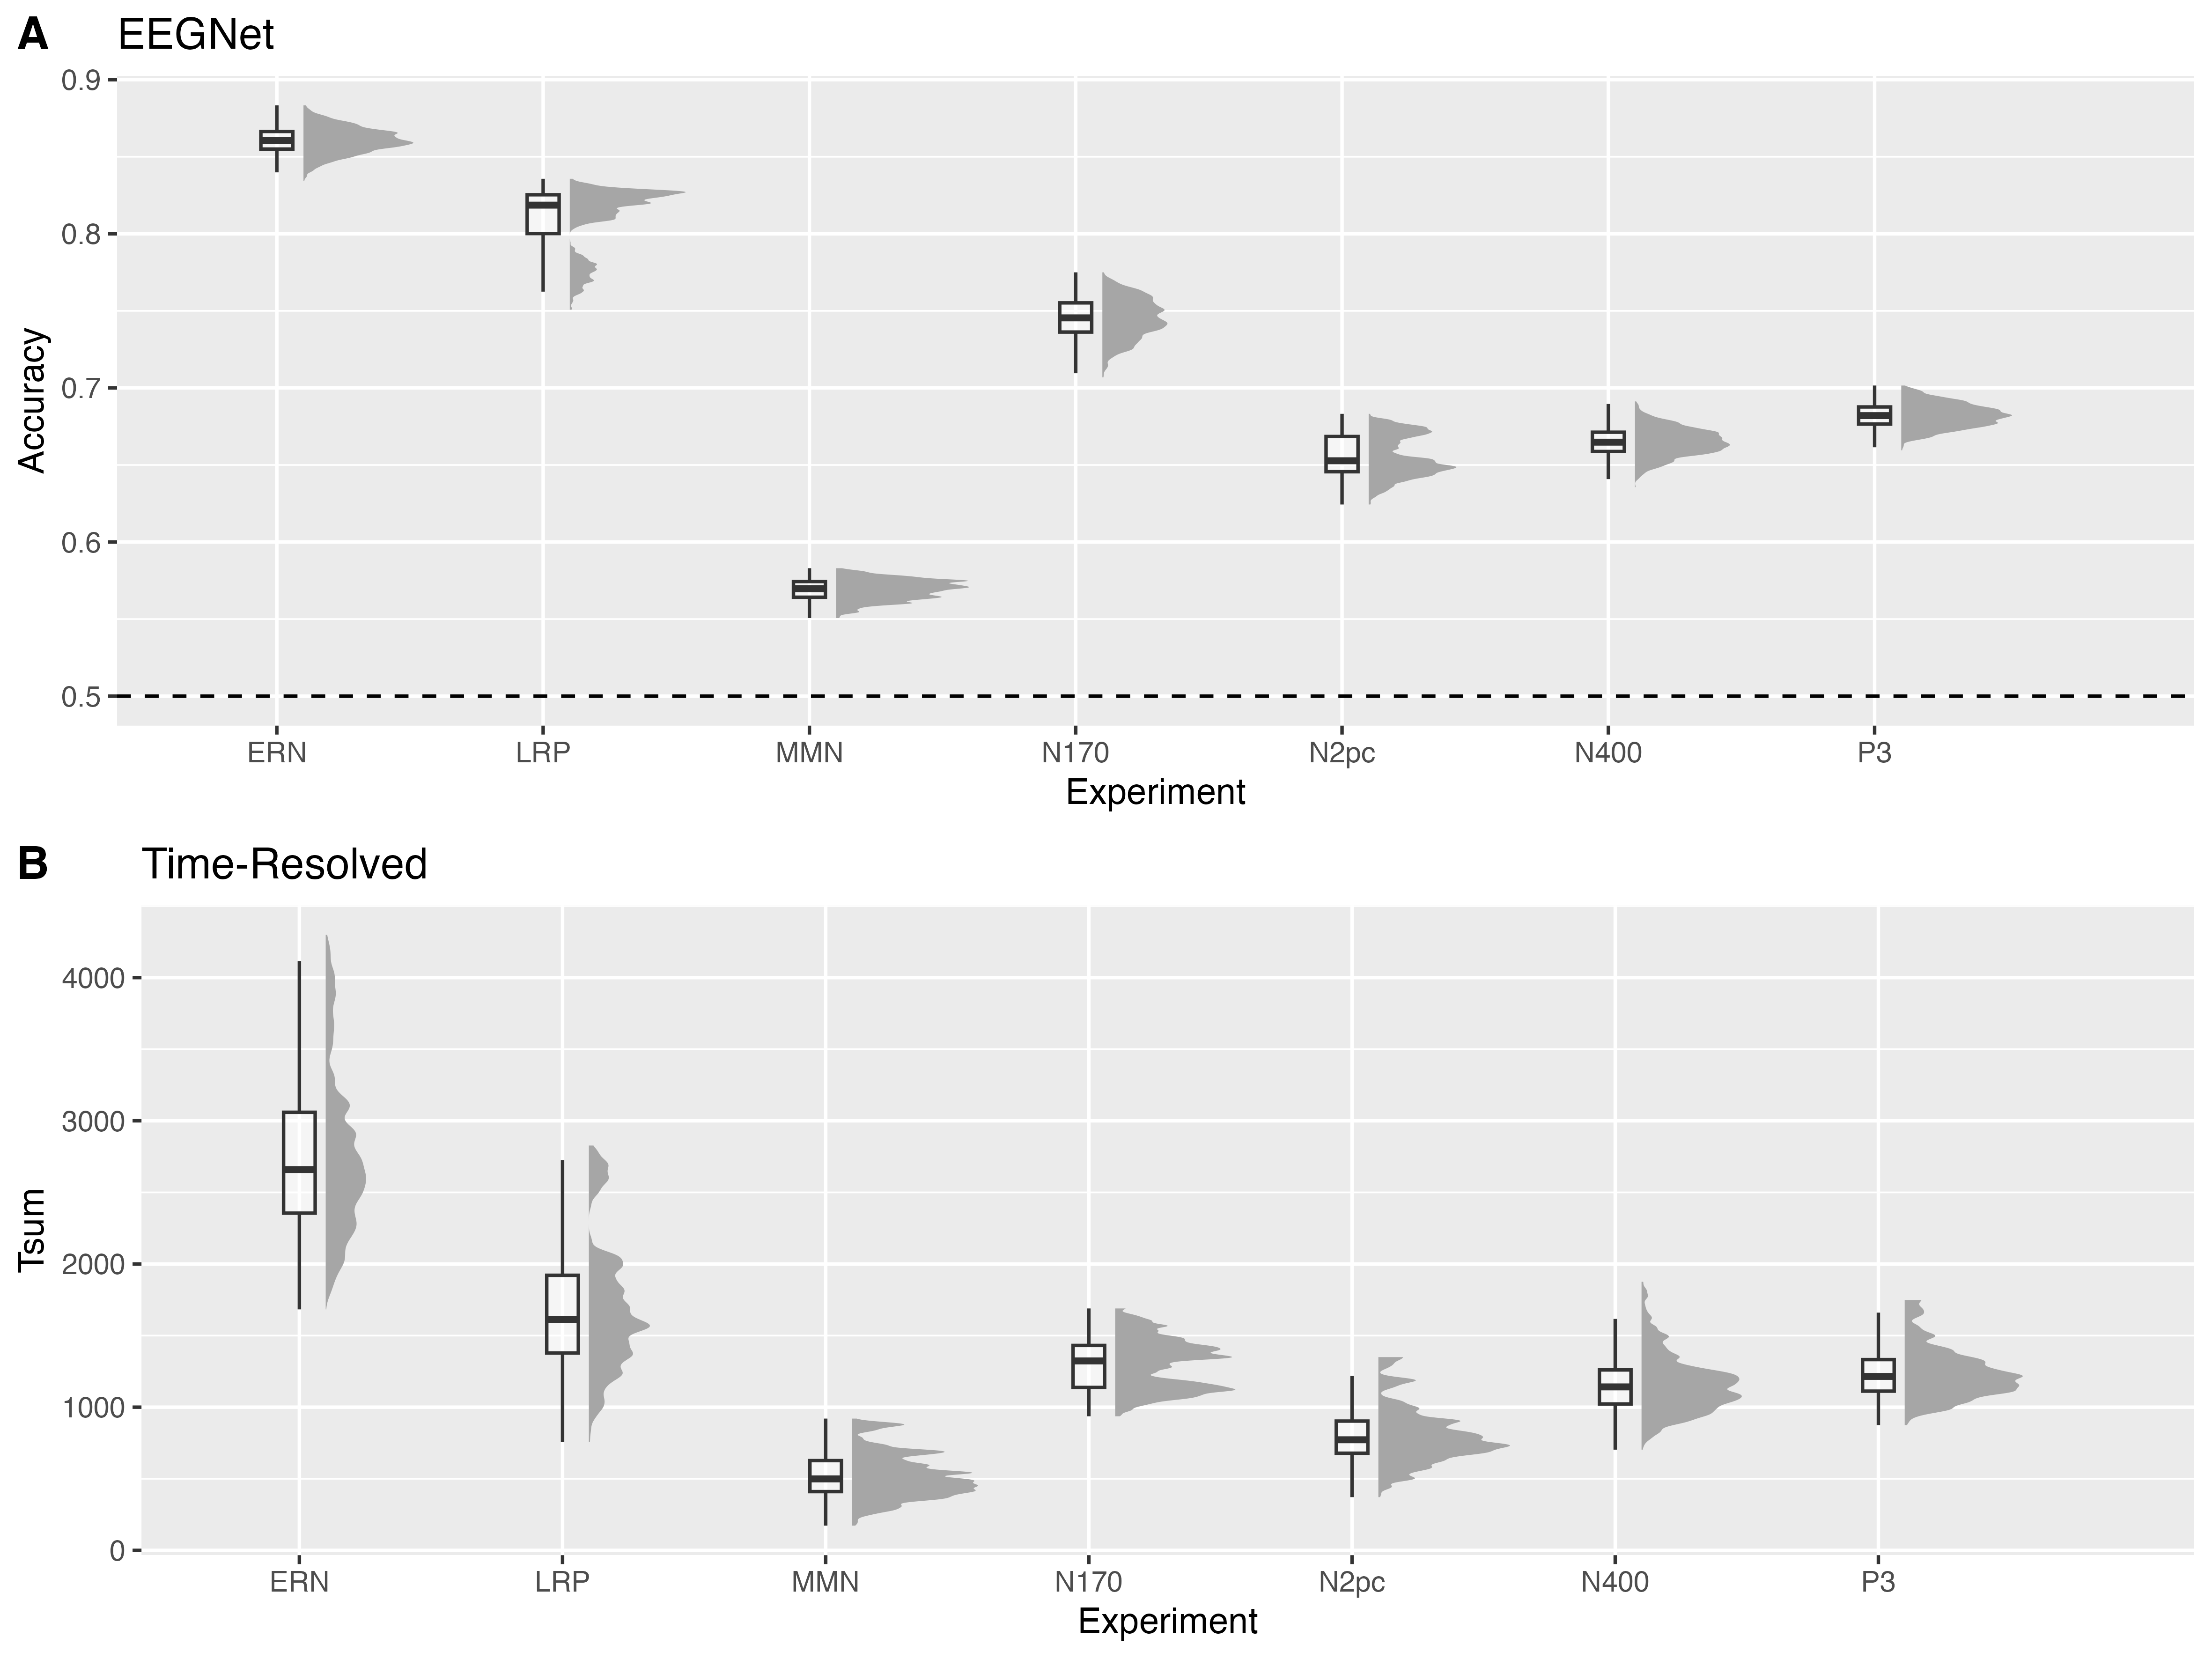 A EEGNet
0.9
0.8
0.7
0.6
0.5
Accuracy
ERN LRP MMN N170 N2pc N400 P3
Experiment
B Time-Resolved
4000
3000
2000
1000
0
Tsum
ERN LRP MMN N170 N2pc N400 P3
Experiment